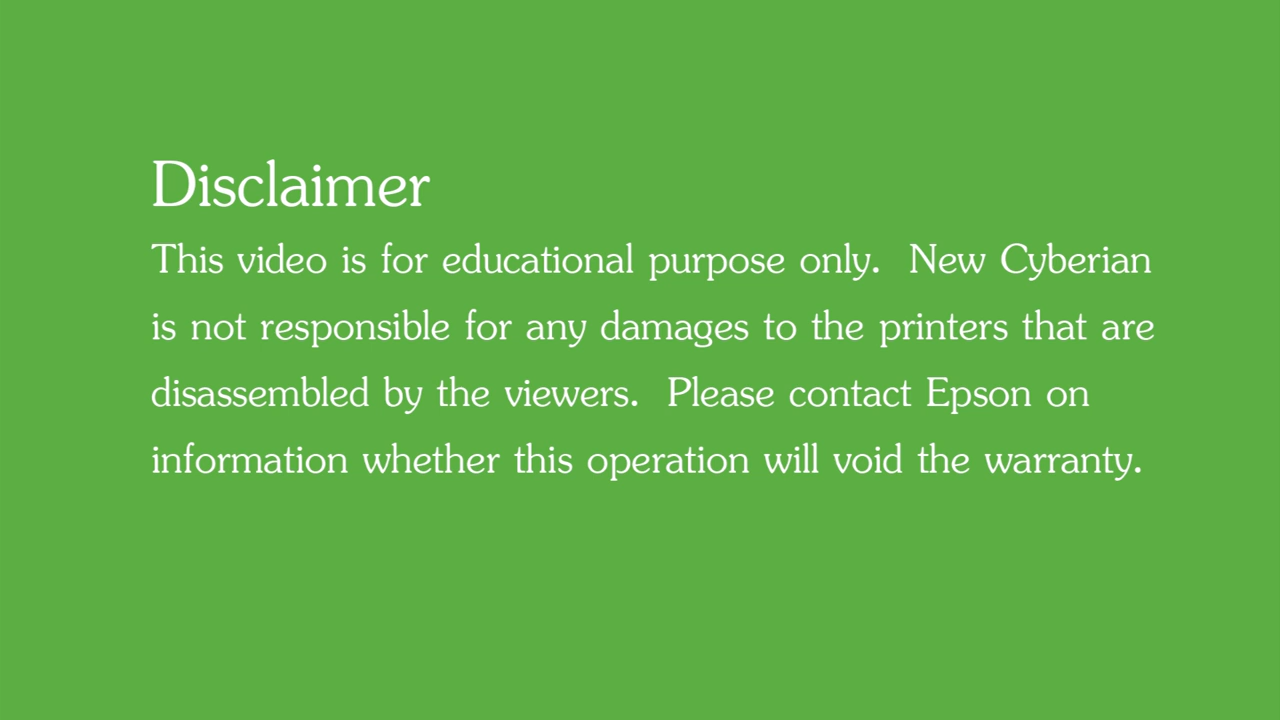 Disclaimer
This video is for educational purpose only.  New Cyberian
is not responsible for any damages to the printers that are
disassembled by the viewers.  Please contact Epson on
information whether this operation will void the warranty.